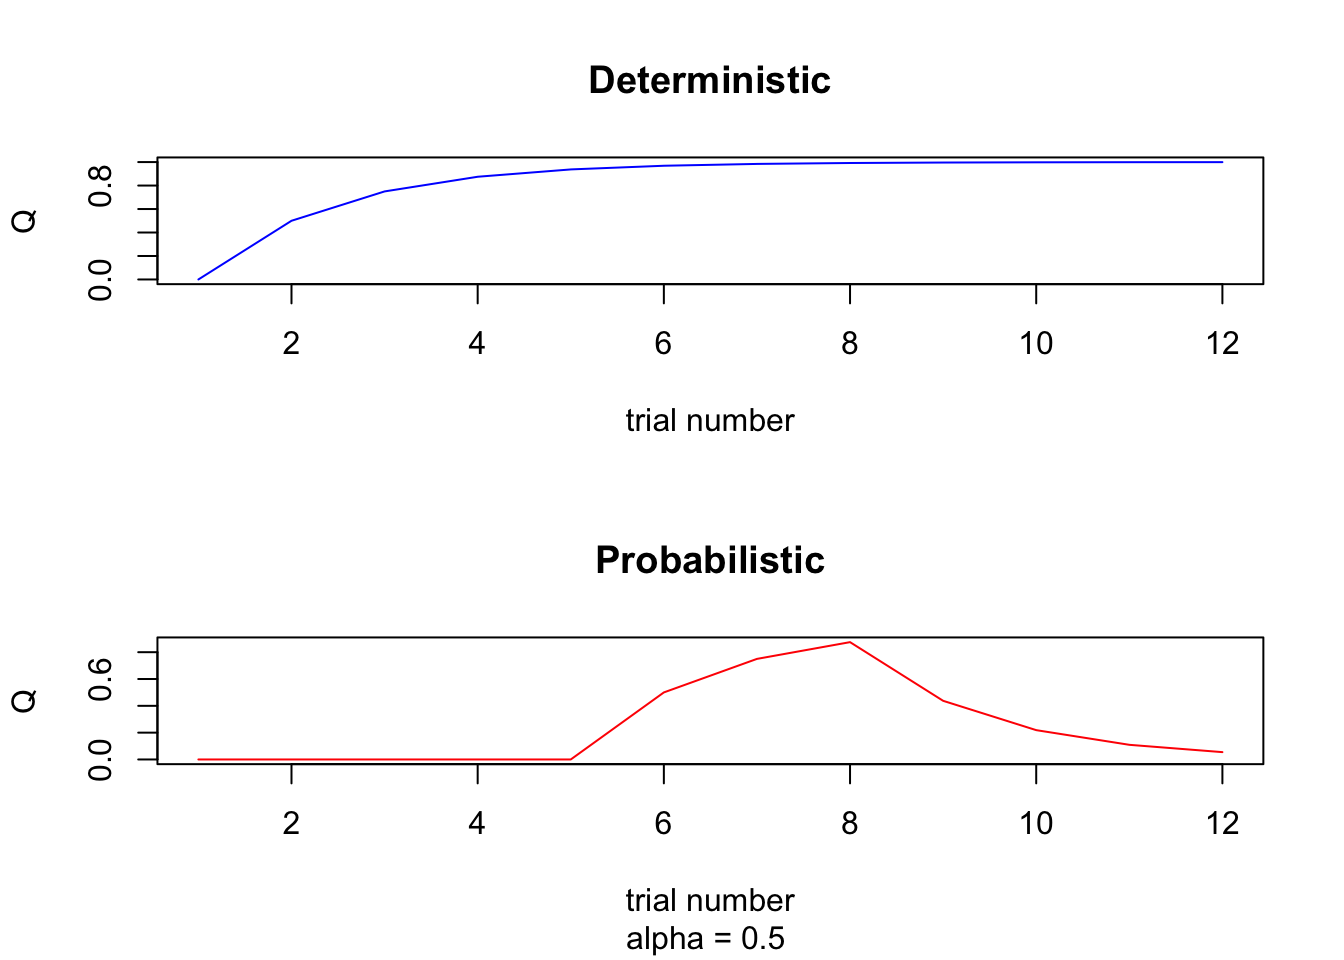 Deterministic
Q
0.0 0.8
2 4 6 8 10 12
trial number
Probabilistic
Q
0.0 0.6
2 4 6 8 10 12
trial number
alpha = 0.5